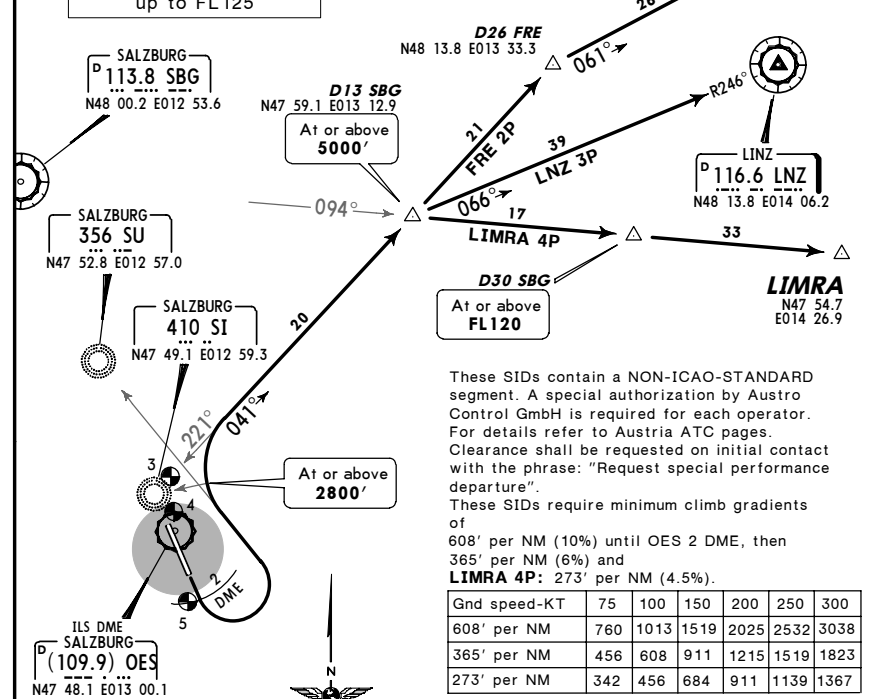 up to FL125
26
D26 FRE
N48 13.8 E013 33.3
061°
SALZBURG
D 113.8 SBG
N48 00.2 E012 53.6
D13 SBG
N47 59.1 E013 12.9
At or above
5000'
21
FRE 2P
39
LNZ 3P
R246°
LINZ
D 116.6 LNZ
N48 13.8 E014 06.2
094°
066°
17
LIMRA 4P
33
SALZBURG
356 SU
N47 52.8 E012 57.0
D30 SBG
At or above
FL120
LIMRA
N47 54.7
E014 26.9
SALZBURG
410 SI
N47 49.1 E012 59.3
20
041°
221°
At or above
2800'
3
4
2
DME
5
ILS DME
SALZBURG
D (109.9) OES
N47 48.1 E013 00.1
N
These SIDs contain a NON-ICAO-STANDARD
segment. A special authorization by Austro
Control GmbH is required for each operator.
For details refer to Austria ATC pages.
Clearance shall be requested on initial contact
with the phrase: "Request special performance
departure".
These SIDs require minimum climb gradients
of
608' per NM (10%) until OES 2 DME, then
365' per NM (6%) and
LIMRA 4P: 273' per NM (4.5%).
Gnd speed-KT 75 100 150 200 250 300
608' per NM 760 1013 1519 2025 2532 3038
365' per NM 456 608 911 1215 1519 1823
273' per NM 342 456 684 911 1139 1367